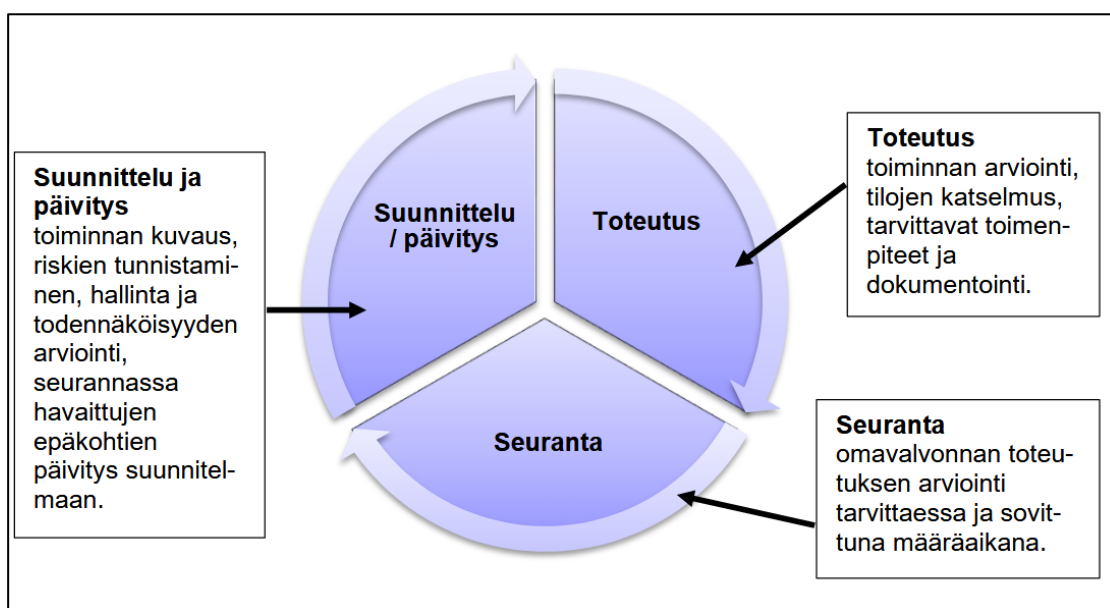 Suunnittelu ja
päivitys
toiminnan kuvaus,
riskien tunnistami-
nen, hallinta ja
todennäköisyyden
arviointi,
seurannassa
havaittujen
epäkohtien
päivitys suunnitel-
maan.
Suunnittelu
/ päivitys
Toteutus
Seuranta
Toteutus
toiminnan arviointi,
tilojen katselmus,
tarvittavat toimen-
piteet ja
dokumentointi.
Seuranta
omavalvonnan toteu-
tuksen arviointi
tarvittaessa ja sovit-
tuna määräaikana.